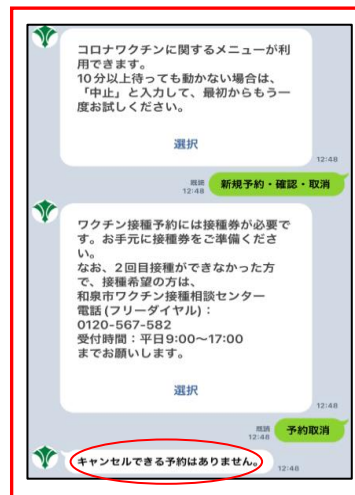 コロナワクチンに関するメニューが利
用できます。
10分以上待っても動かない場合は、
「中止」と入力して、最初からもう一
度お試しください。
選択
12:48
既読
12:48
新規予約・確認・取消
ワクチン接種予約には接種券が必要で
す。お手元に接種券をご準備くださ
い。
なお、2回目接種ができなかった方
で、接種希望の方は、
和泉市ワクチン接種相談センター
電話(フリーダイヤル)：
0120-567-582
受付時間：平日9:00〜17:00
までお願いします。
選択
12:48
既読
12:48
予約取消
キャンセルできる予約はありません。
12:48